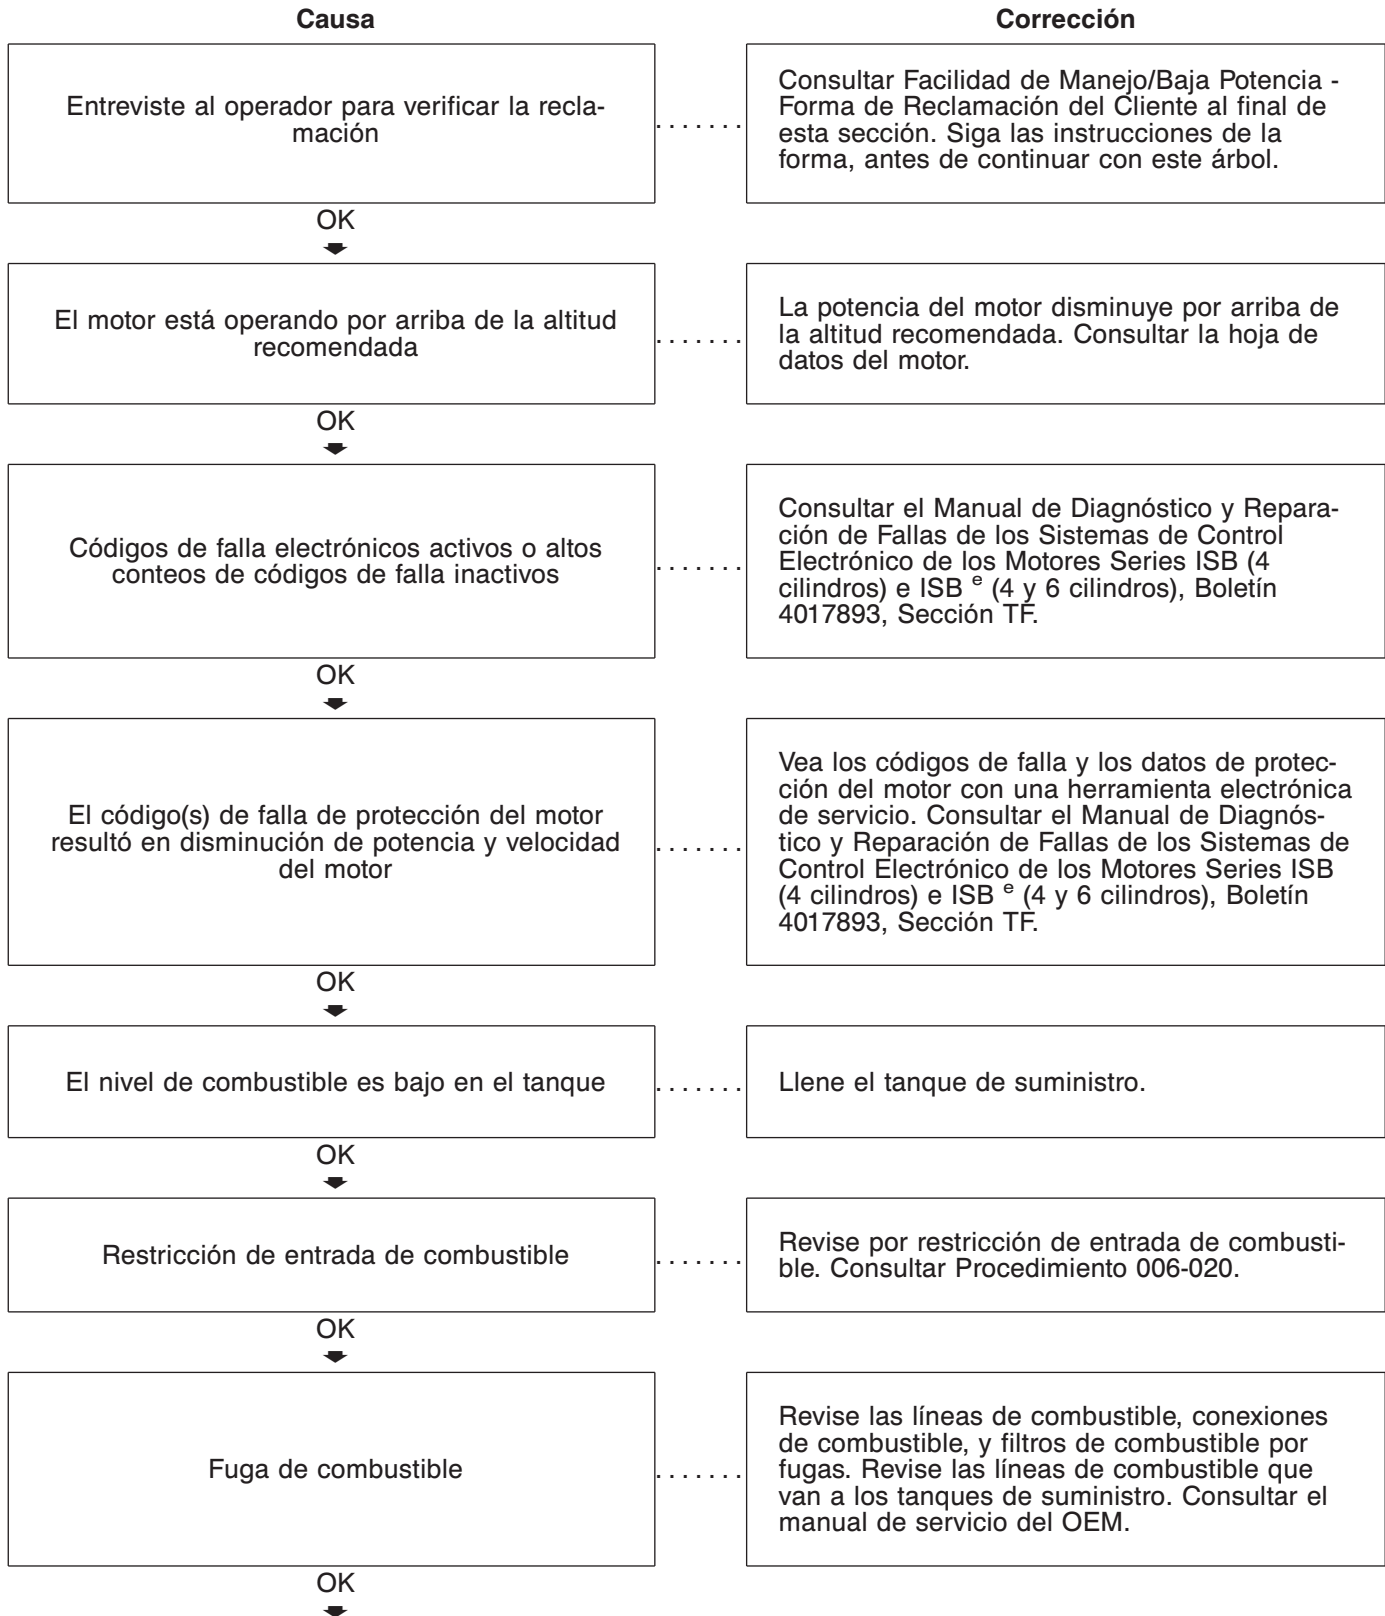 Causa
Corrección
Entreviste al operador para verificar la recla-
mación
. . . . . . .
Consultar Facilidad de Manejo/Baja Potencia -
Forma de Reclamación del Cliente al final de
esta sección. Siga las instrucciones de la
forma, antes de continuar con este árbol.
OK
El motor está operando por arriba de la altitud
recomendada
. . . . . . .
La potencia del motor disminuye por arriba de
la altitud recomendada. Consultar la hoja de
datos del motor.
OK
Códigos de falla electrónicos activos o altos
conteos de códigos de falla inactivos
. . . . . . .
Consultar el Manual de Diagnóstico y Repara-
ción de Fallas de los Sistemas de Control
Electrónico de los Motores Series ISB (4
cilindros) e ISB e (4 y 6 cilindros), Boletín
4017893, Sección TF.
OK
El código(s) de falla de protección del motor
resultó en disminución de potencia y velocidad
del motor
. . . . . . .
Vea los códigos de falla y los datos de protec-
ción del motor con una herramienta electrónica
de servicio. Consultar el Manual de Diagnós-
tico y Reparación de Fallas de los Sistemas de
Control Electrónico de los Motores Series ISB
(4 cilindros) e ISB e (4 y 6 cilindros), Boletín
4017893, Sección TF.
OK
El nivel de combustible es bajo en el tanque
. . . . . . .
Llene el tanque de suministro.
OK
Restricción de entrada de combustible
. . . . . . .
Revise por restricción de entrada de combusti-
ble. Consultar Procedimiento 006-020.
OK
Fuga de combustible
. . . . . . .
Revise las líneas de combustible, conexiones
de combustible, y filtros de combustible por
fugas. Revise las líneas de combustible que
van a los tanques de suministro. Consultar el
manual de servicio del OEM.
OK